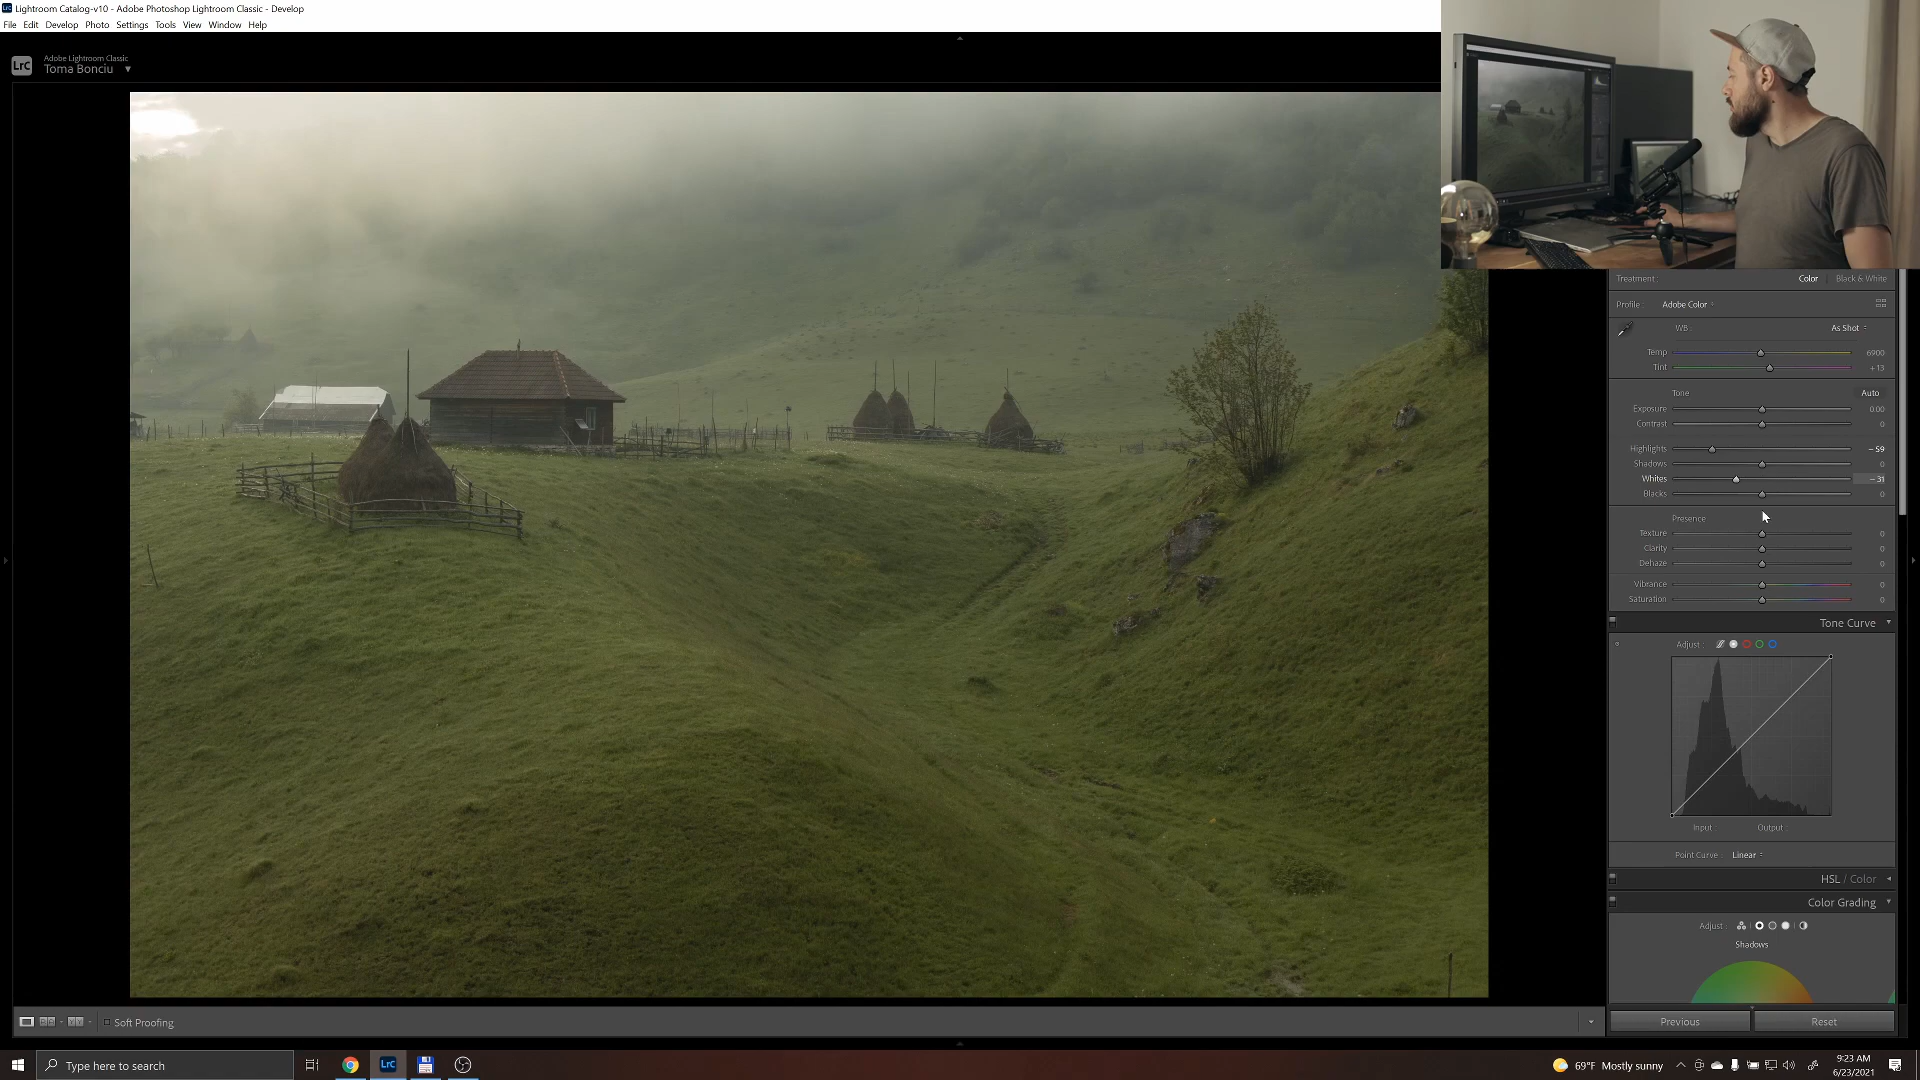 Lightroom Catalog-v10 - Adobe Photoshop Lightroom Classic - Develop
File Edit Develop Photo Settings Tools View Window Help
LrC
Adobe Lightroom Classic
Toma Bonciu
Treatment : Color Black & White
Profile : Adobe Color
WB : As Shot
Temp 6900
Tint + 13
Tone Auto
Exposure 0.00
Contrast 0
Highlights − 59
Shadows 0
Whites − 31
Blacks 0
Presence
Texture 0
Clarity 0
Dehaze 0
Vibrance 0
Saturation 0
Tone Curve
Adjust :
Input : Output :
Point Curve : Linear
HSL / Color
Color Grading
Adjust :
Shadows
Previous Reset
Soft Proofing
Type here to search
LrC
69°F Mostly sunny
9:23 AM
6/23/2021